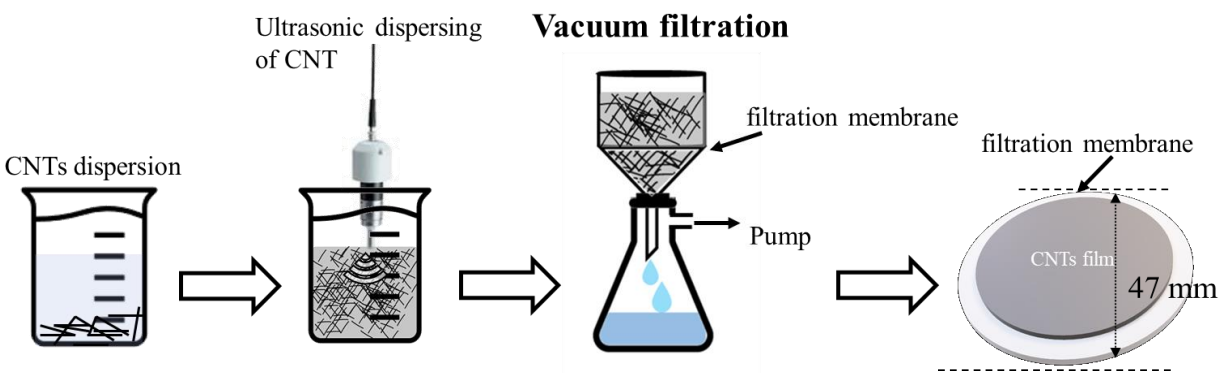 CNTs dispersion
Ultrasonic dispersing
of CNT
Vacuum filtration
filtration membrane
Pump
filtration membrane
CNTs film
47 mm